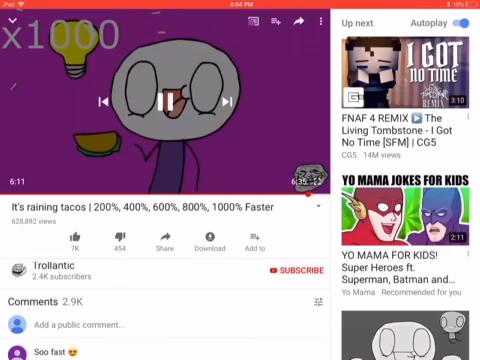 iPad
4:04 PM
10%
x1000
6:11
6:35
It's raining tacos | 200%, 400%, 600%, 800%, 1000% Faster
628,892 views
7K
454
Share
Download
Add to
Trollantic
2.4K subscribers
SUBSCRIBE
Comments 2.9K
Add a public comment...
Soo fast 😍
Up next
Autoplay
I GOT
NO TIME
REMIX
3:10
FNAF 4 REMIX ▶ The
Living Tombstone - I Got
No Time [SFM] | CG5
CG5 · 14M views
YO MAMA JOKES FOR KIDS
2:11
YO MAMA FOR KIDS!
Super Heroes ft.
Superman, Batman and...
Yo Mama · Recommended for you